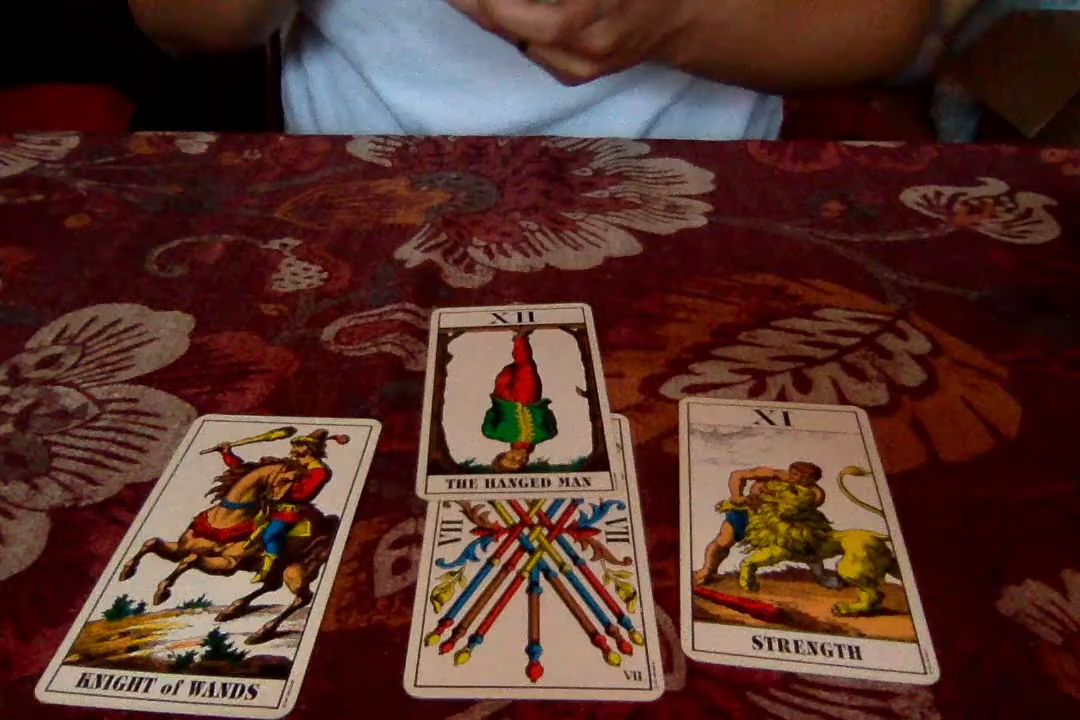 XII
THE HANGED MAN
XI
STRENGTH
KNIGHT of WANDS
VII
VII
VII